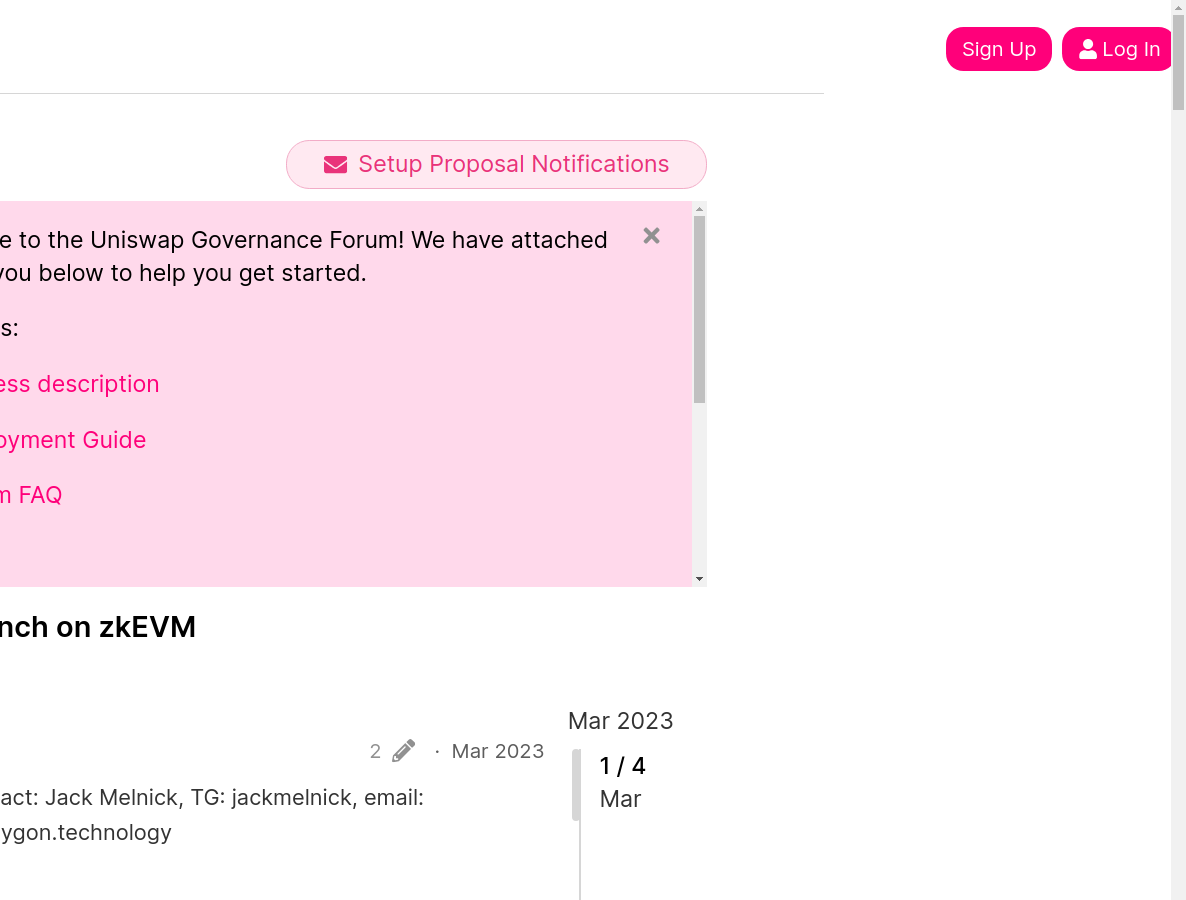 Sign Up
Log In
Setup Proposal Notifications
e to the Uniswap Governance Forum! We have attached
you below to help you get started.
s:
ess description
oyment Guide
m FAQ
nch on zkEVM
Mar 2023
2 · Mar 2023
1 / 4
Mar
act: Jack Melnick, TG: jackmelnick, email:
ygon.technology